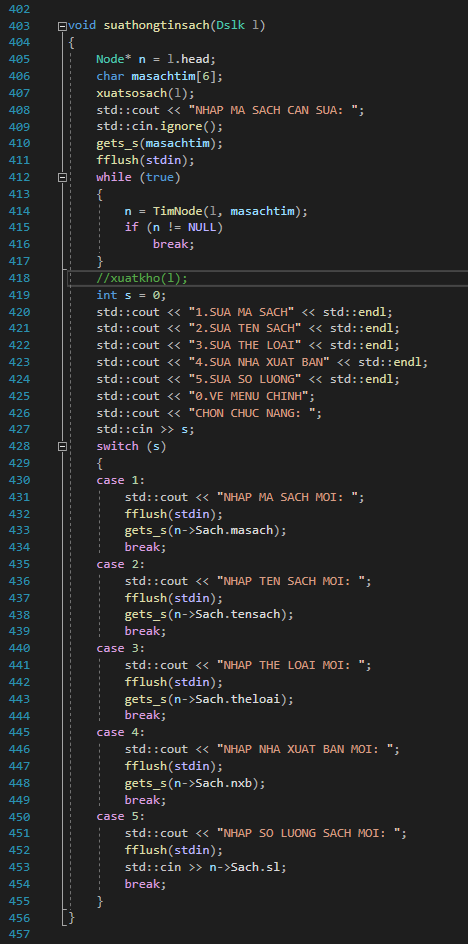 402
403 void suathongtinsach(Dslk l)
404 {
405     Node* n = l.head;
406     char masachtim[6];
407     xuatsosach(l);
408     std::cout << "NHAP MA SACH CAN SUA: ";
409     std::cin.ignore();
410     gets_s(masachtim);
411     fflush(stdin);
412     while (true)
413     {
414         n = TimNode(l, masachtim);
415         if (n != NULL)
416             break;
417     }
418     //xuatkho(l);
419     int s = 0;
420     std::cout << "1.SUA MA SACH" << std::endl;
421     std::cout << "2.SUA TEN SACH" << std::endl;
422     std::cout << "3.SUA THE LOAI" << std::endl;
423     std::cout << "4.SUA NHA XUAT BAN" << std::endl;
424     std::cout << "5.SUA SO LUONG" << std::endl;
425     std::cout << "0.VE MENU CHINH";
426     std::cout << "CHON CHUC NANG: ";
427     std::cin >> s;
428     switch (s)
429     {
430     case 1:
431         std::cout << "NHAP MA SACH MOI: ";
432         fflush(stdin);
433         gets_s(n->Sach.masach);
434         break;
435     case 2:
436         std::cout << "NHAP TEN SACH MOI: ";
437         fflush(stdin);
438         gets_s(n->Sach.tensach);
439         break;
440     case 3:
441         std::cout << "NHAP THE LOAI MOI: ";
442         fflush(stdin);
443         gets_s(n->Sach.theloai);
444         break;
445     case 4:
446         std::cout << "NHAP NHA XUAT BAN MOI: ";
447         fflush(stdin);
448         gets_s(n->Sach.nxb);
449         break;
450     case 5:
451         std::cout << "NHAP SO LUONG SACH MOI: ";
452         fflush(stdin);
453         std::cin >> n->Sach.sl;
454         break;
455     }
456 }
457